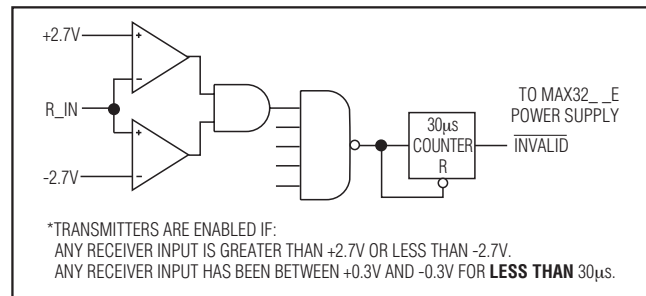 +2.7V
+
-
R_IN
+
-
-2.7V
30µs
COUNTER
R
TO MAX32_ _E
POWER SUPPLY
INVALID
*TRANSMITTERS ARE ENABLED IF:
ANY RECEIVER INPUT IS GREATER THAN +2.7V OR LESS THAN -2.7V.
ANY RECEIVER INPUT HAS BEEN BETWEEN +0.3V AND -0.3V FOR LESS THAN 30µs.